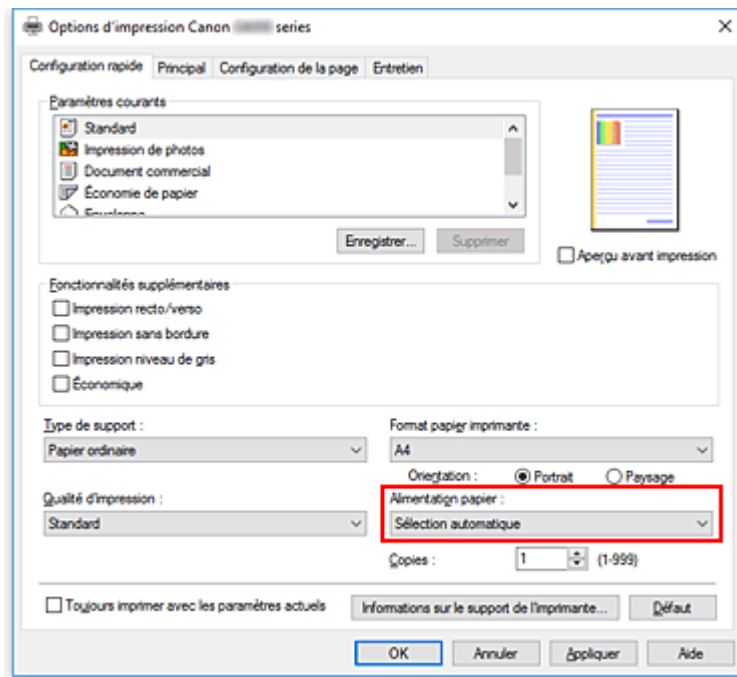 Options d'impression Canon series
Configuration rapide Principal Configuration de la page Entretien
Paramètres courants
Standard
Impression de photos
Document commercial
Économie de papier
Enregistrer... Supprimer
Aperçu avant impression
Fonctionnalités supplémentaires
Impression recto/verso
Impression sans bordure
Impression niveau de gris
Économique
Type de support :
Papier ordinaire
Format papier imprimante :
A4
Orientation : Portrait Paysage
Qualité d'impression :
Standard
Alimentation papier :
Sélection automatique
Copies : 1 (1-999)
Toujours imprimer avec les paramètres actuels
Informations sur le support de l'imprimante... Défaut
OK Annuler Appliquer Aide